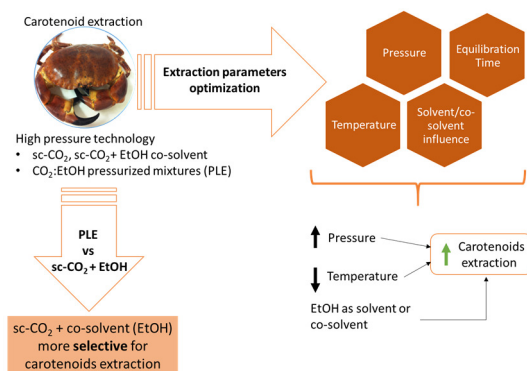 Carotenoid extraction
Extraction parameters
optimization
Pressure
Equilibration
Time
Temperature
Solvent/co-
solvent
influence
High pressure technology
• sc-CO₂, sc-CO₂+ EtOH co-solvent
• CO₂:EtOH pressurized mixtures (PLE)
PLE
vs
sc-CO₂ + EtOH
sc-CO₂ + co-solvent (EtOH)
more selective for
carotenoids extraction
Pressure
Temperature
EtOH as solvent or
co-solvent
Carotenoids
extraction